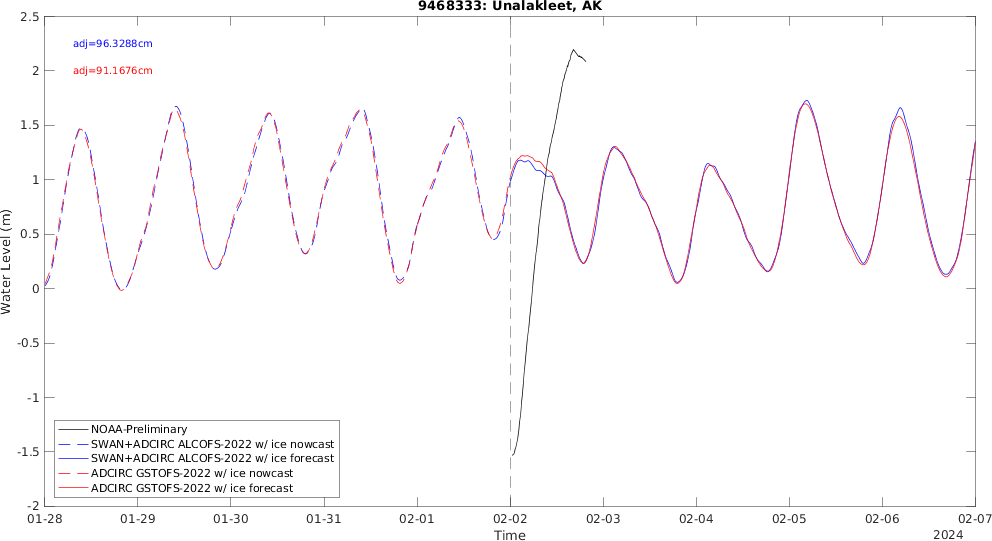 9468333: Unalakleet, AK
adj=96.3288cm
adj=91.1676cm
Water Level (m)
2.5
2
1.5
1
0.5
0
-0.5
-1
-1.5
-2
NOAA-Preliminary
SWAN+ADCIRC ALCOFS-2022 w/ ice nowcast
SWAN+ADCIRC ALCOFS-2022 w/ ice forecast
ADCIRC GSTOFS-2022 w/ ice nowcast
ADCIRC GSTOFS-2022 w/ ice forecast
01-28 01-29 01-30 01-31 02-01 02-02 02-03 02-04 02-05 02-06 02-07
Time
2024